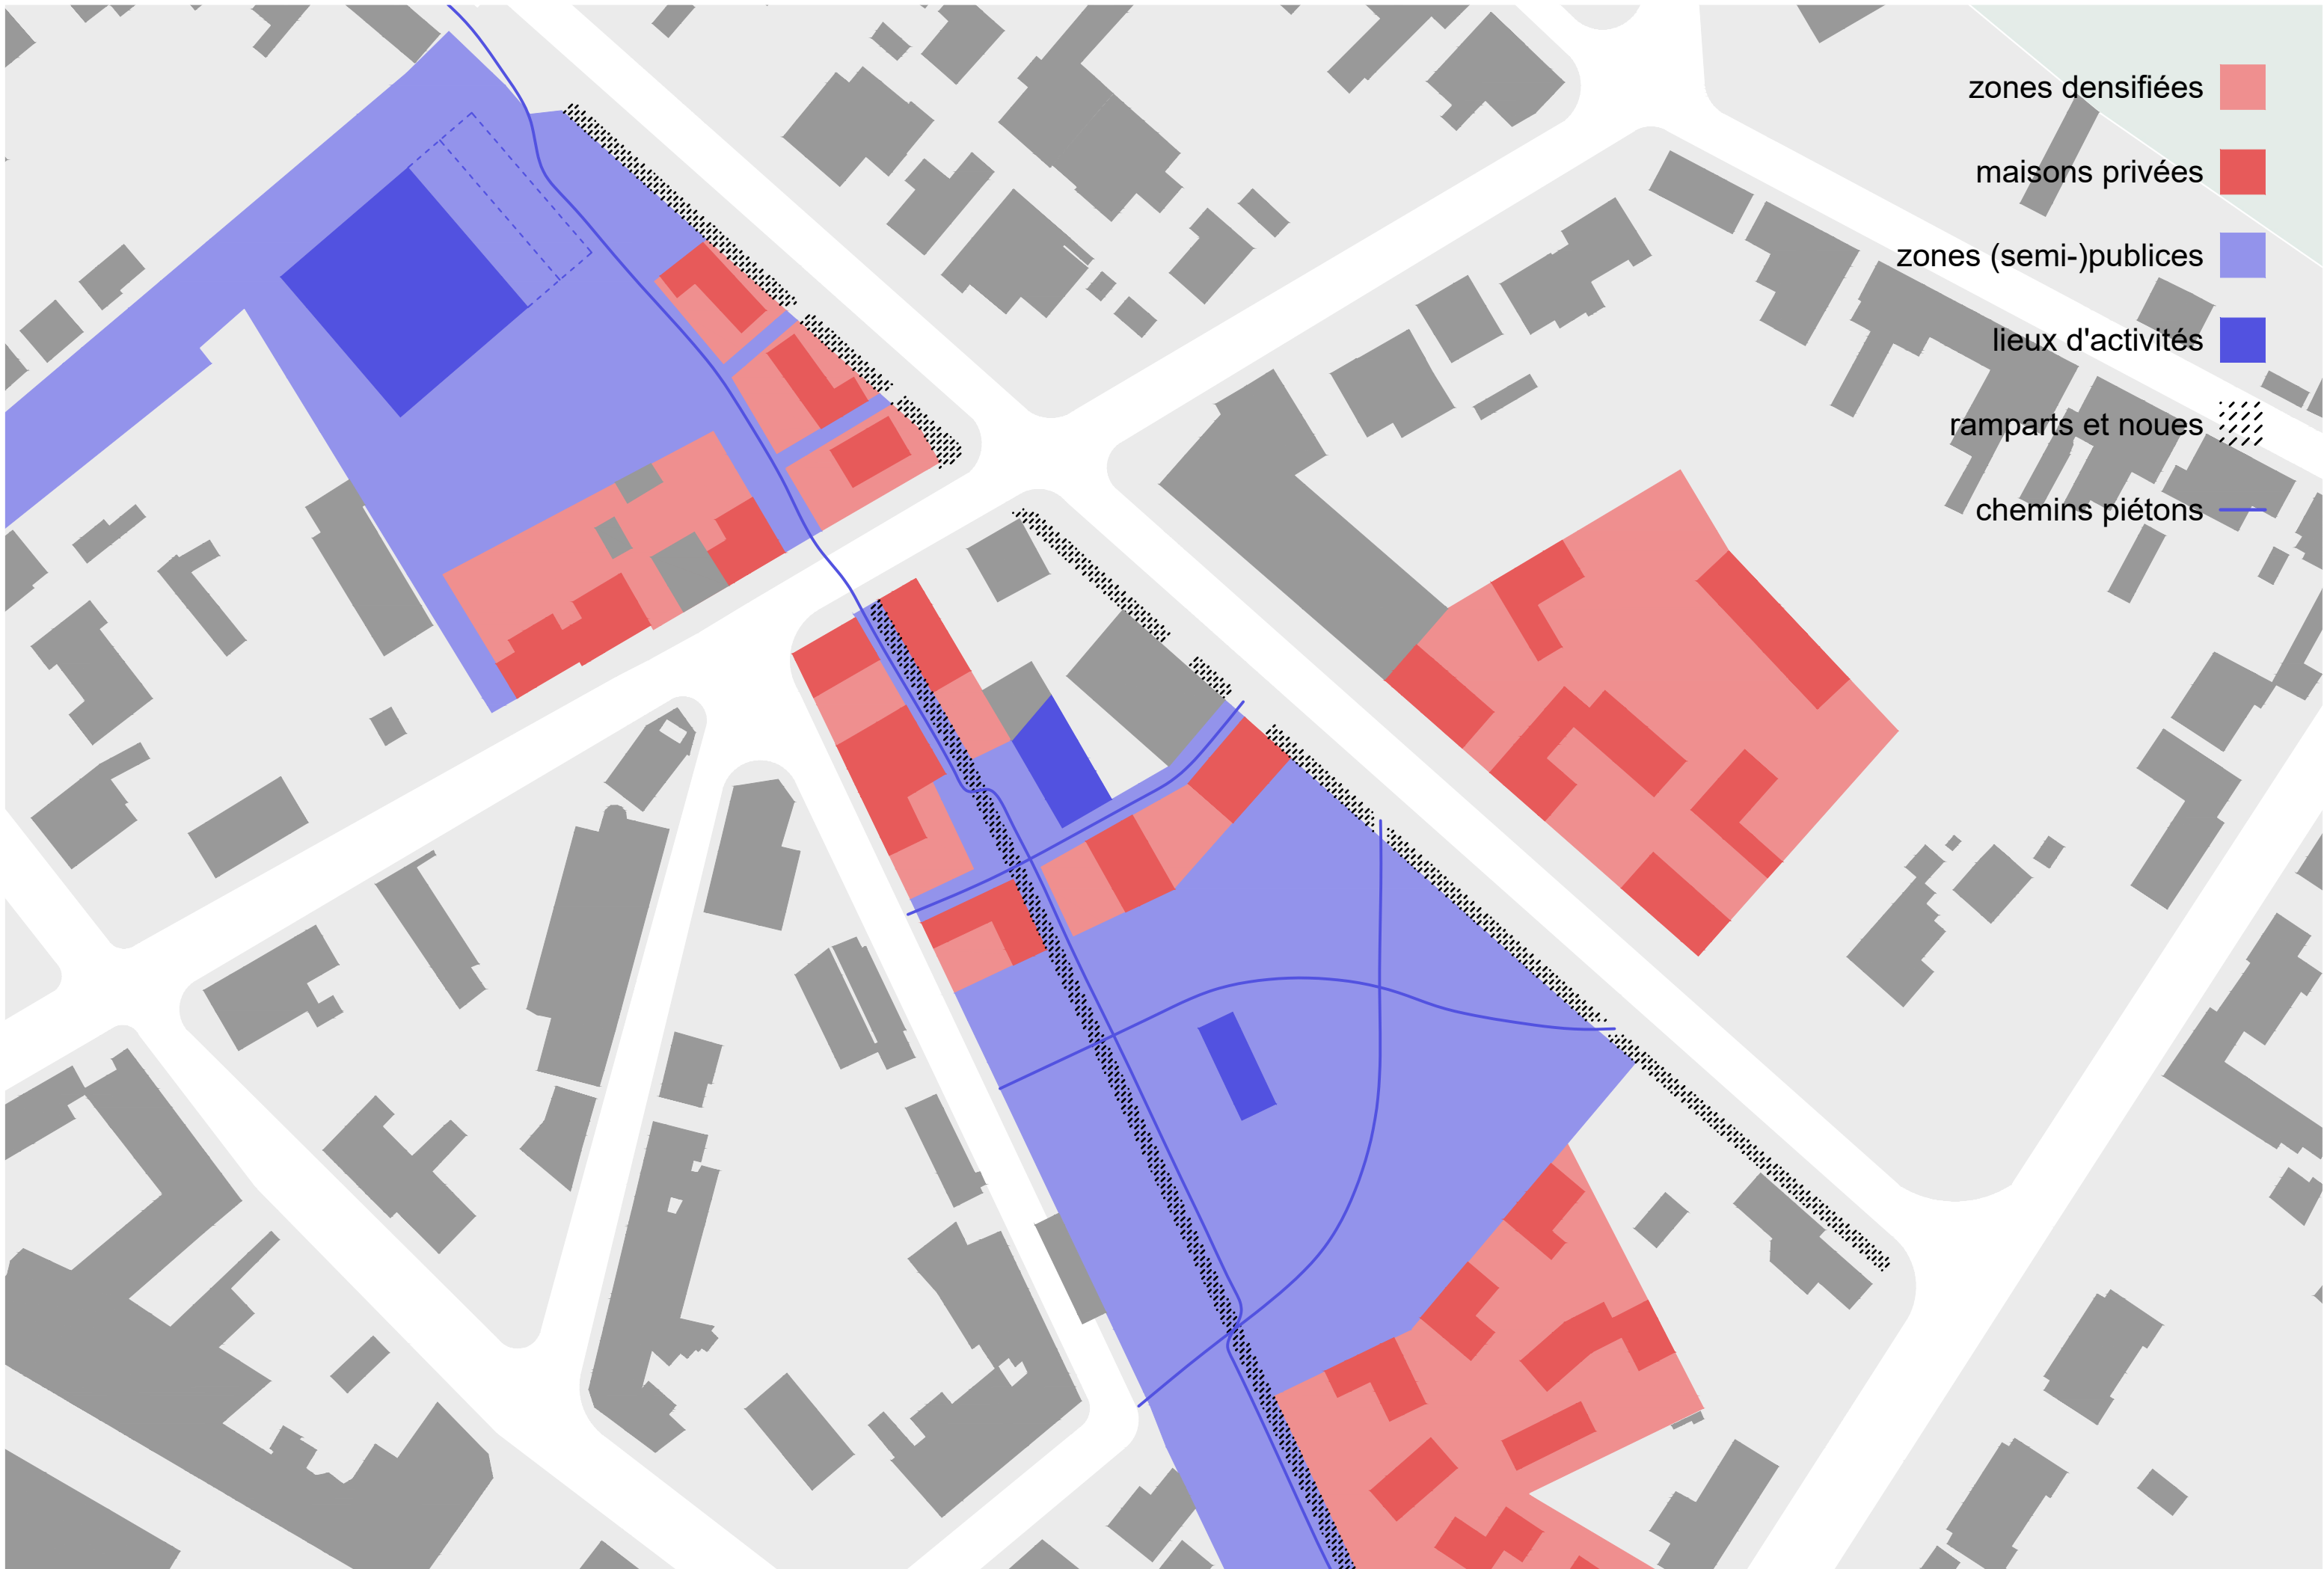 zones densifiées
maisons privées
zones (semi-)publices
lieux d'activités
ramparts et noues
chemins piétons